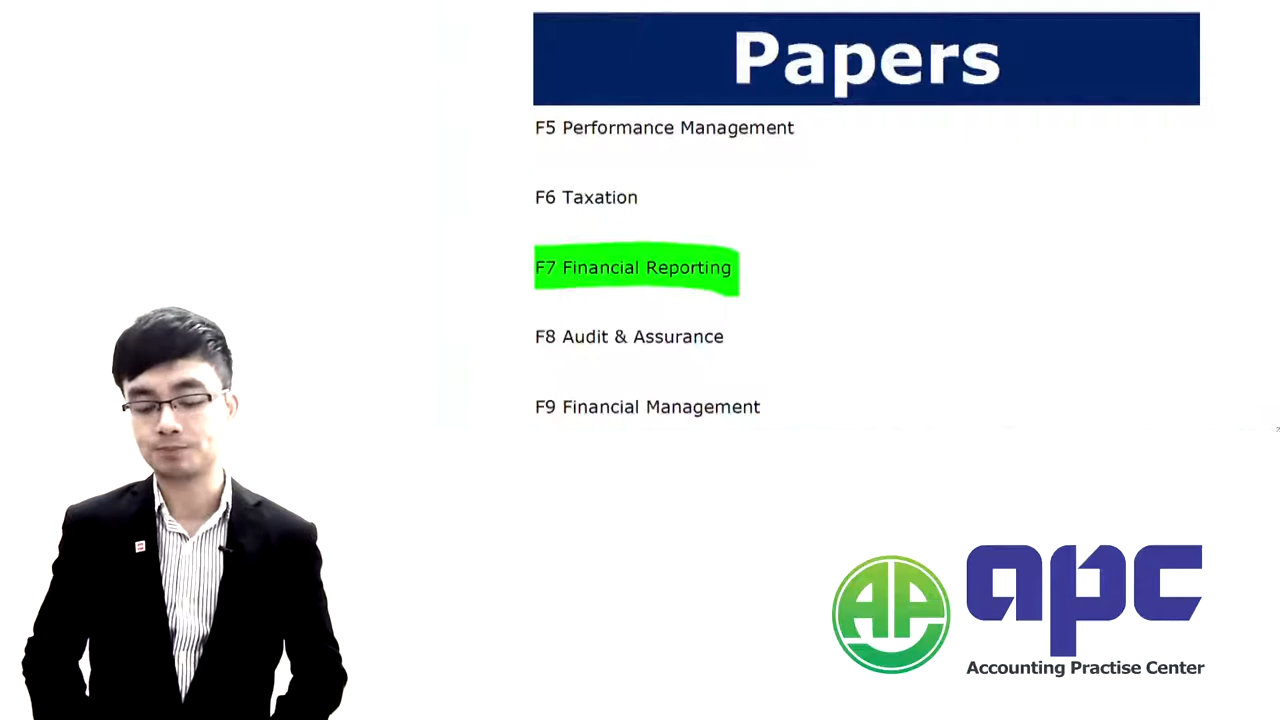 Papers
F5 Performance Management
F6 Taxation
F7 Financial Reporting
F8 Audit & Assurance
F9 Financial Management
AP
apc
Accounting Practise Center